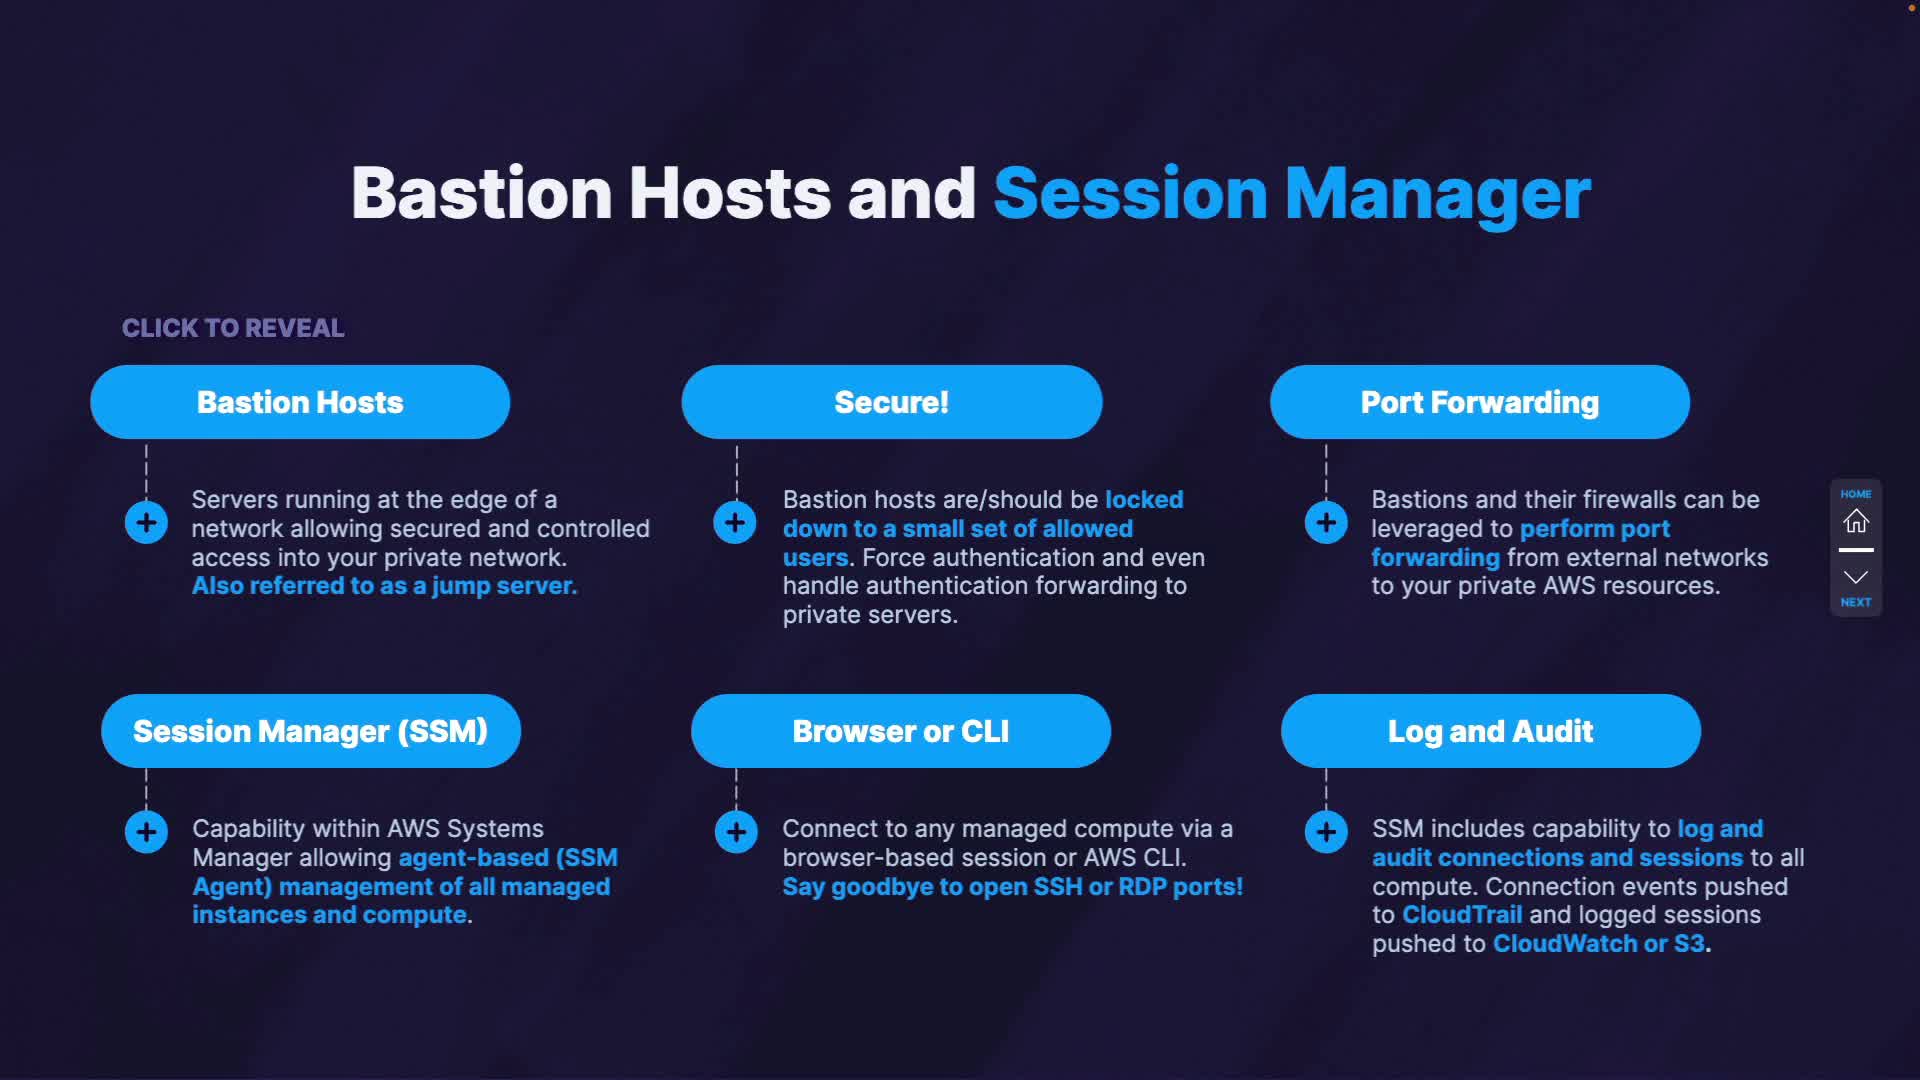 Bastion Hosts and Session Manager
CLICK TO REVEAL
Bastion Hosts
Servers running at the edge of a
network allowing secured and controlled
access into your private network.
Also referred to as a jump server.
Secure!
Bastion hosts are/should be locked
down to a small set of allowed
users. Force authentication and even
handle authentication forwarding to
private servers.
Port Forwarding
Bastions and their firewalls can be
leveraged to perform port
forwarding from external networks
to your private AWS resources.
HOME
NEXT
Session Manager (SSM)
Capability within AWS Systems
Manager allowing agent-based (SSM
Agent) management of all managed
instances and compute.
Browser or CLI
Connect to any managed compute via a
browser-based session or AWS CLI.
Say goodbye to open SSH or RDP ports!
Log and Audit
SSM includes capability to log and
audit connections and sessions to all
compute. Connection events pushed
to CloudTrail and logged sessions
pushed to CloudWatch or S3.